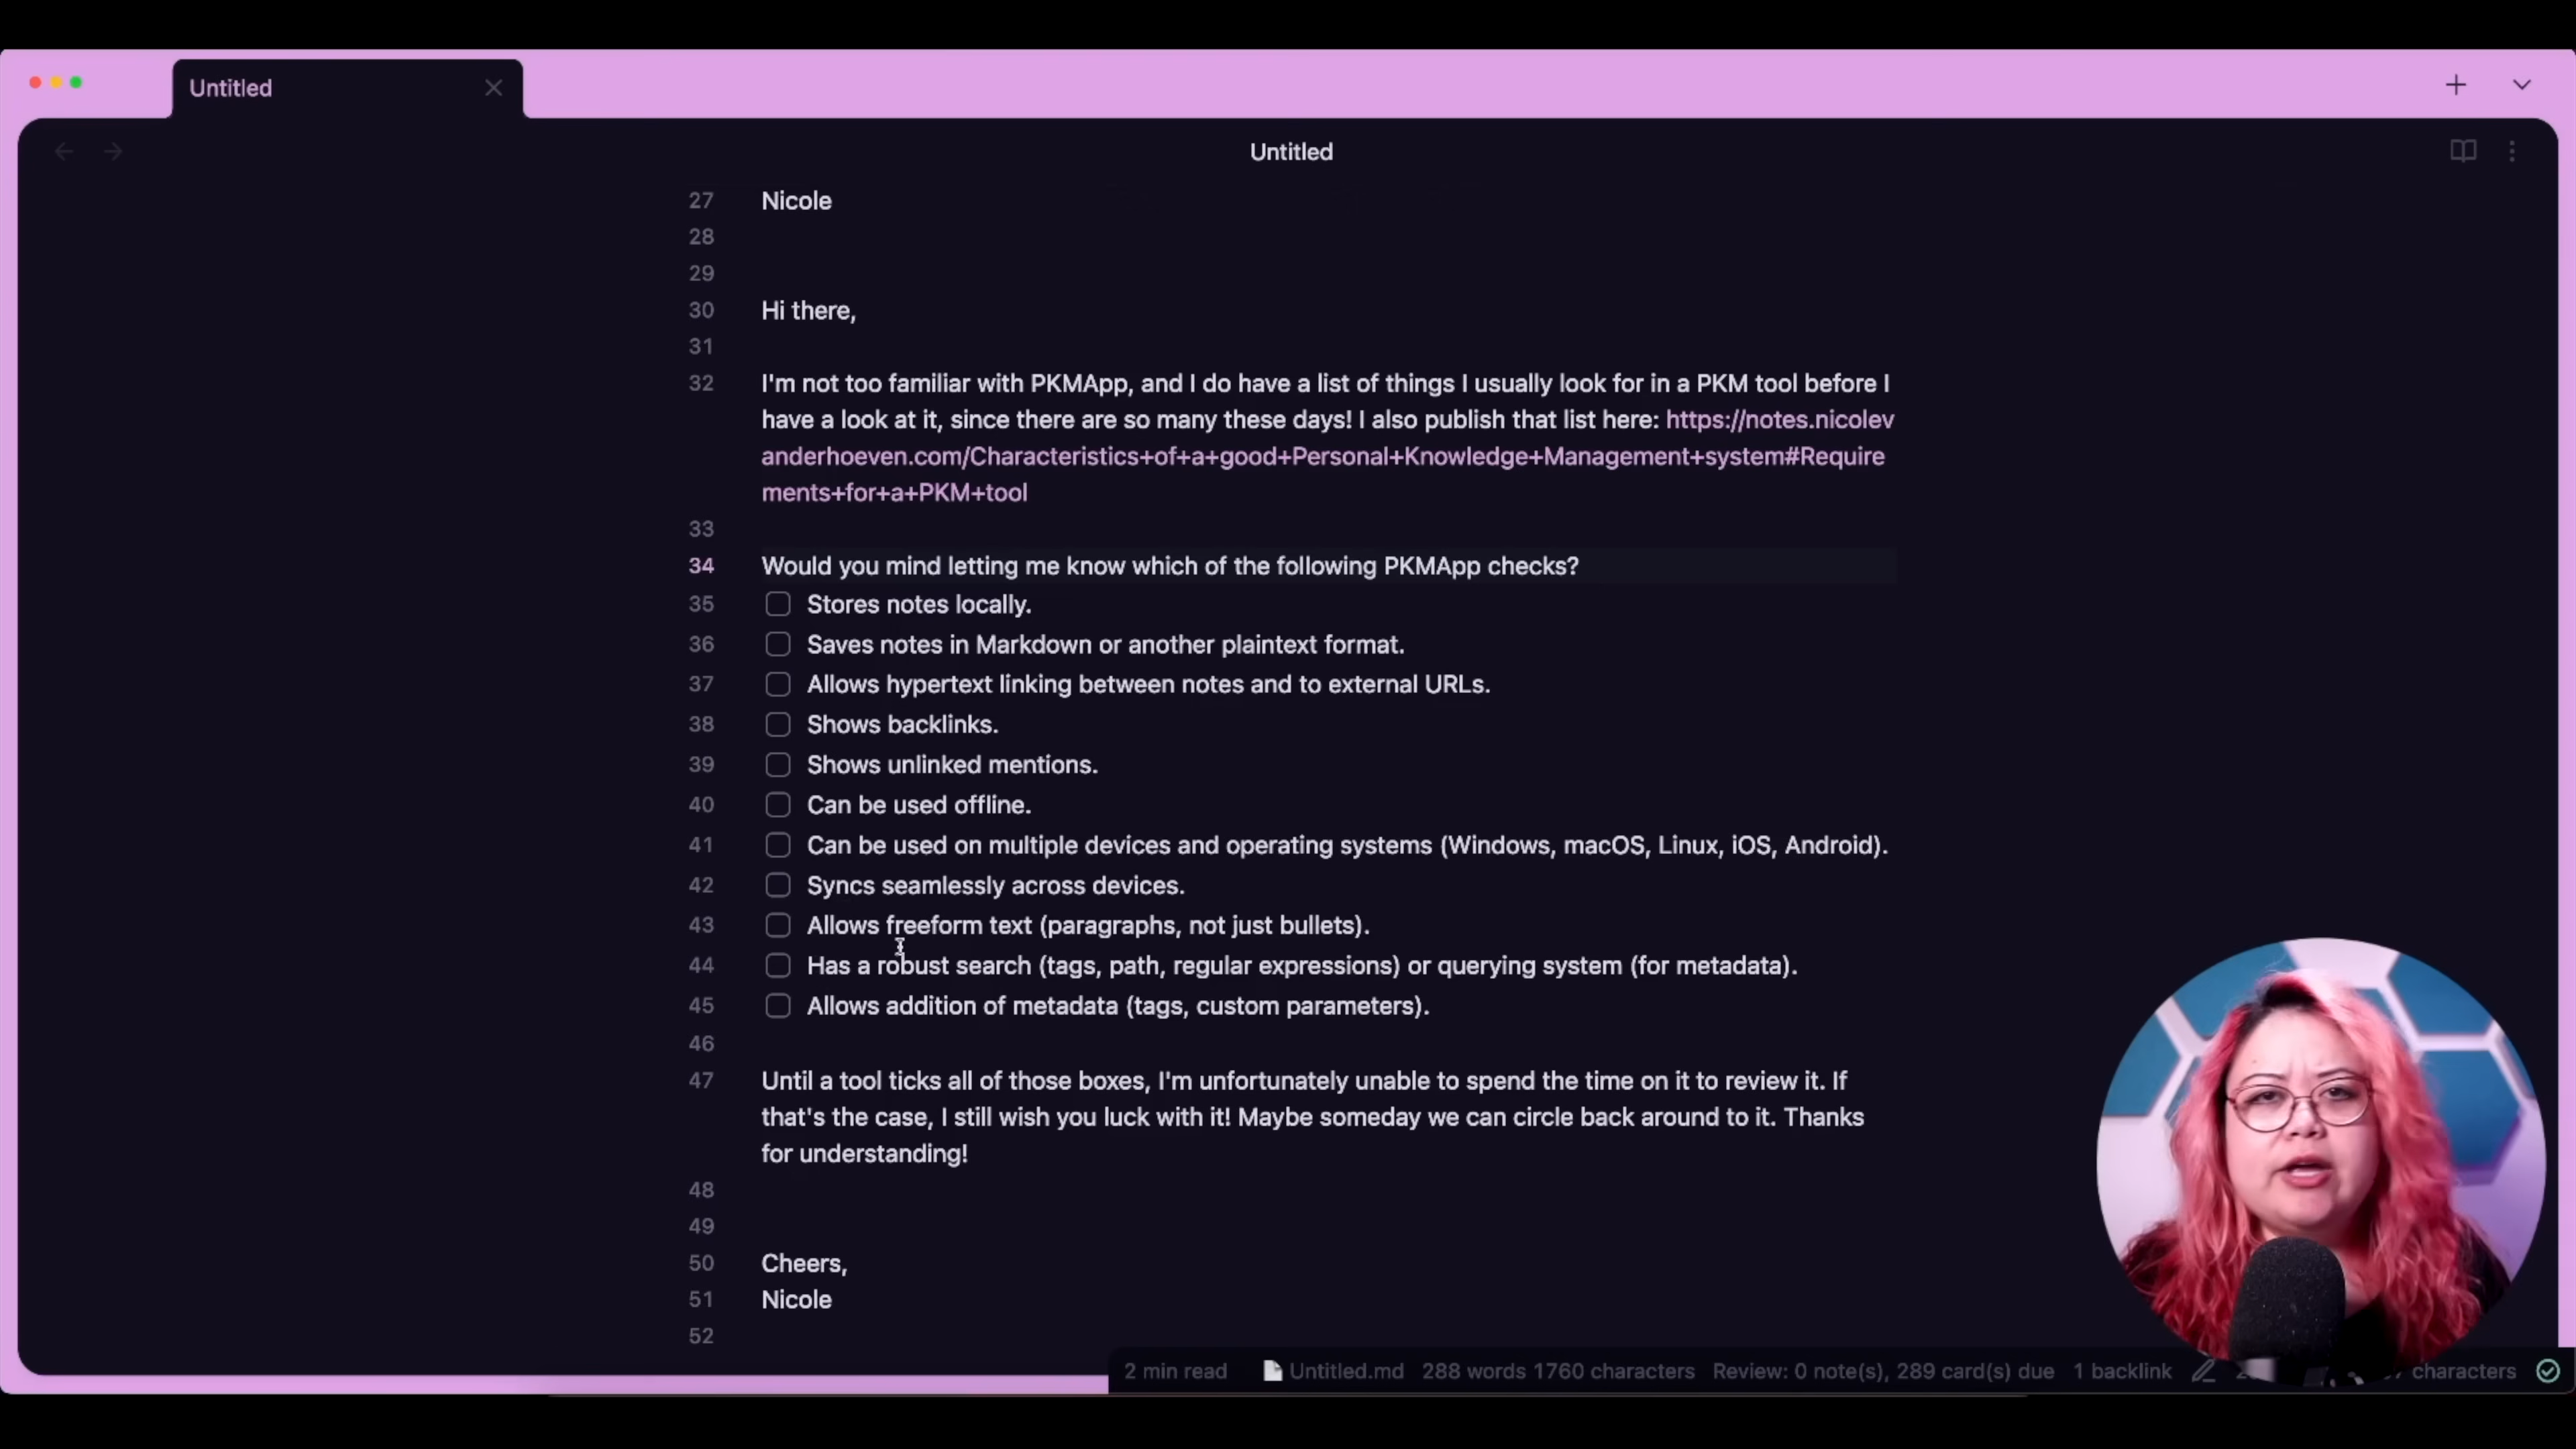 Untitled
Untitled
27 Nicole
28
29
30 Hi there,
31
32 I'm not too familiar with PKMApp, and I do have a list of things I usually look for in a PKM tool before I
have a look at it, since there are so many these days! I also publish that list here: https://notes.nicolev
anderhoeven.com/Characteristics+of+a+good+Personal+Knowledge+Management+system#Require
ments+for+a+PKM+tool
33
34 Would you mind letting me know which of the following PKMApp checks?
35 Stores notes locally.
36 Saves notes in Markdown or another plaintext format.
37 Allows hypertext linking between notes and to external URLs.
38 Shows backlinks.
39 Shows unlinked mentions.
40 Can be used offline.
41 Can be used on multiple devices and operating systems (Windows, macOS, Linux, iOS, Android).
42 Syncs seamlessly across devices.
43 Allows freeform text (paragraphs, not just bullets).
44 Has a robust search (tags, path, regular expressions) or querying system (for metadata).
45 Allows addition of metadata (tags, custom parameters).
46
47 Until a tool ticks all of those boxes, I'm unfortunately unable to spend the time on it to review it. If
that's the case, I still wish you luck with it! Maybe someday we can circle back around to it. Thanks
for understanding!
48
49
50 Cheers,
51 Nicole
52
2 min read Untitled.md 288 words 1760 characters Review: 0 note(s), 289 card(s) due 1 backlink characters